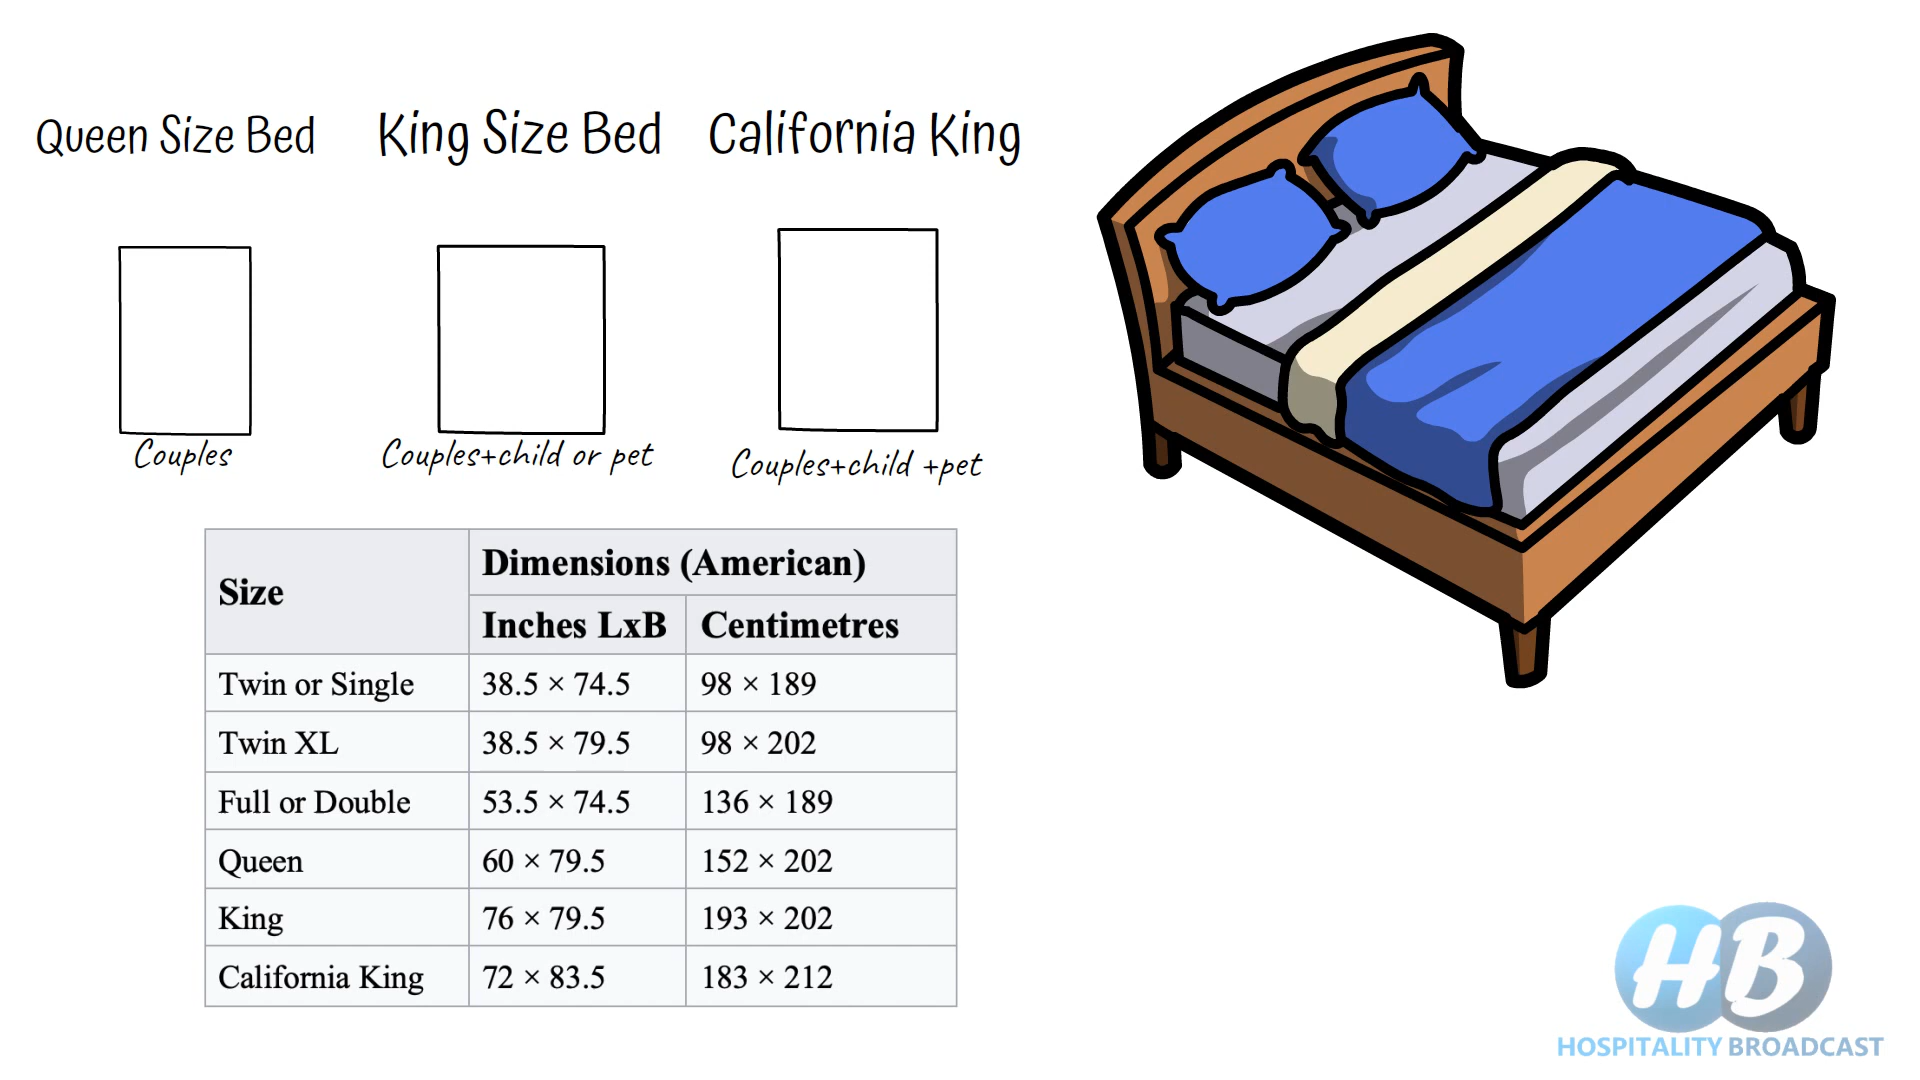 Queen Size Bed
King Size Bed
California King
Couples
Couples+child or pet
Couples+child +pet
Size
Dimensions (American)
Inches LxB
Centimetres
Twin or Single
38.5 × 74.5
98 × 189
Twin XL
38.5 × 79.5
98 × 202
Full or Double
53.5 × 74.5
136 × 189
Queen
60 × 79.5
152 × 202
King
76 × 79.5
193 × 202
California King
72 × 83.5
183 × 212
HB
HOSPITALITY BROADCAST